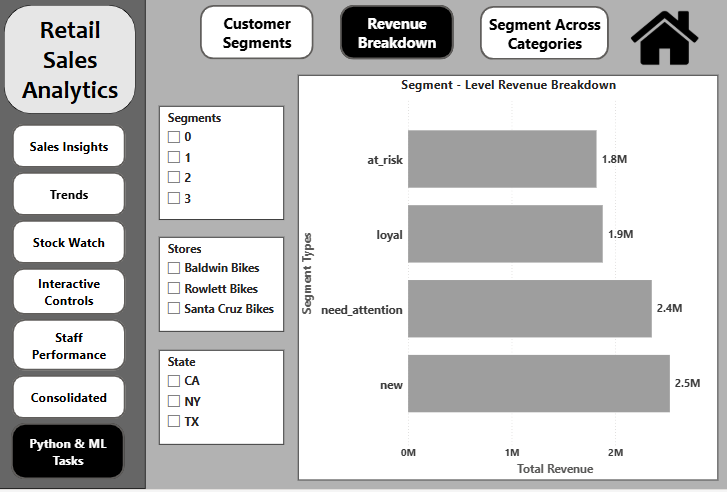 Retail
Sales
Analytics
Sales Insights
Trends
Stock Watch
Interactive
Controls
Staff
Performance
Consolidated
Python & ML
Tasks
Customer
Segments
Revenue
Breakdown
Segment Across
Categories
Segments
0
1
2
3
Stores
Baldwin Bikes
Rowlett Bikes
Santa Cruz Bikes
State
CA
NY
TX
Segment - Level Revenue Breakdown
Segment Types
at_risk 1.8M
loyal 1.9M
need_attention 2.4M
new 2.5M
0M 1M 2M
Total Revenue